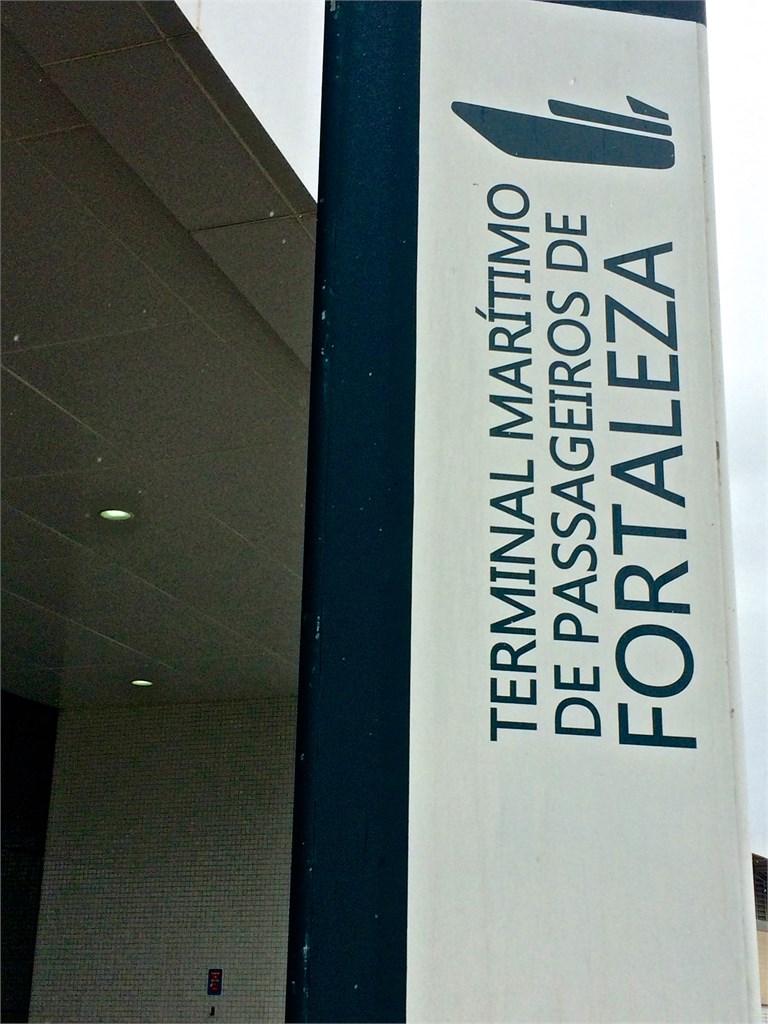 TERMINAL MARÍTIMO
DE PASSAGEIROS DE
FORTALEZA